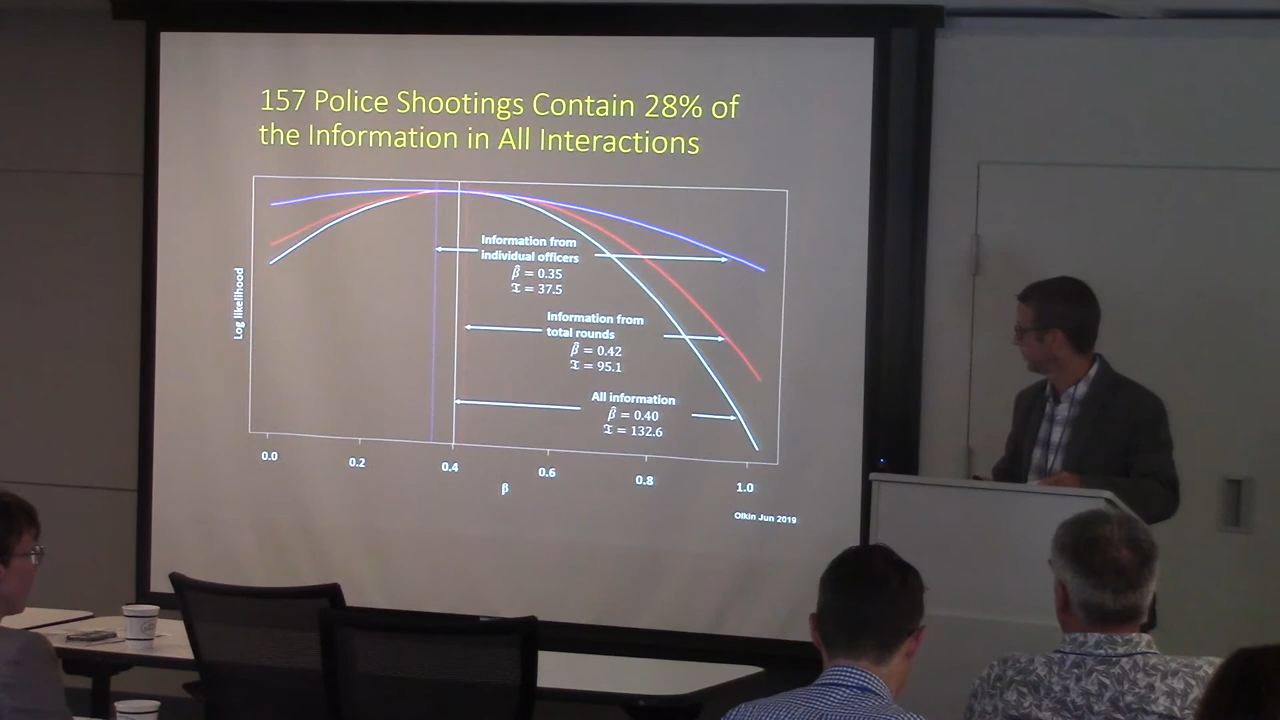 157 Police Shootings Contain 28% of
the Information in All Interactions
Log likelihood
Information from
individual officers
β̂ = 0.35
ℑ = 37.5
Information from
total rounds
β̂ = 0.42
ℑ = 95.1
All information
β̂ = 0.40
ℑ = 132.6
0.0 0.2 0.4 0.6 0.8 1.0
β
Olkin Jun 2019